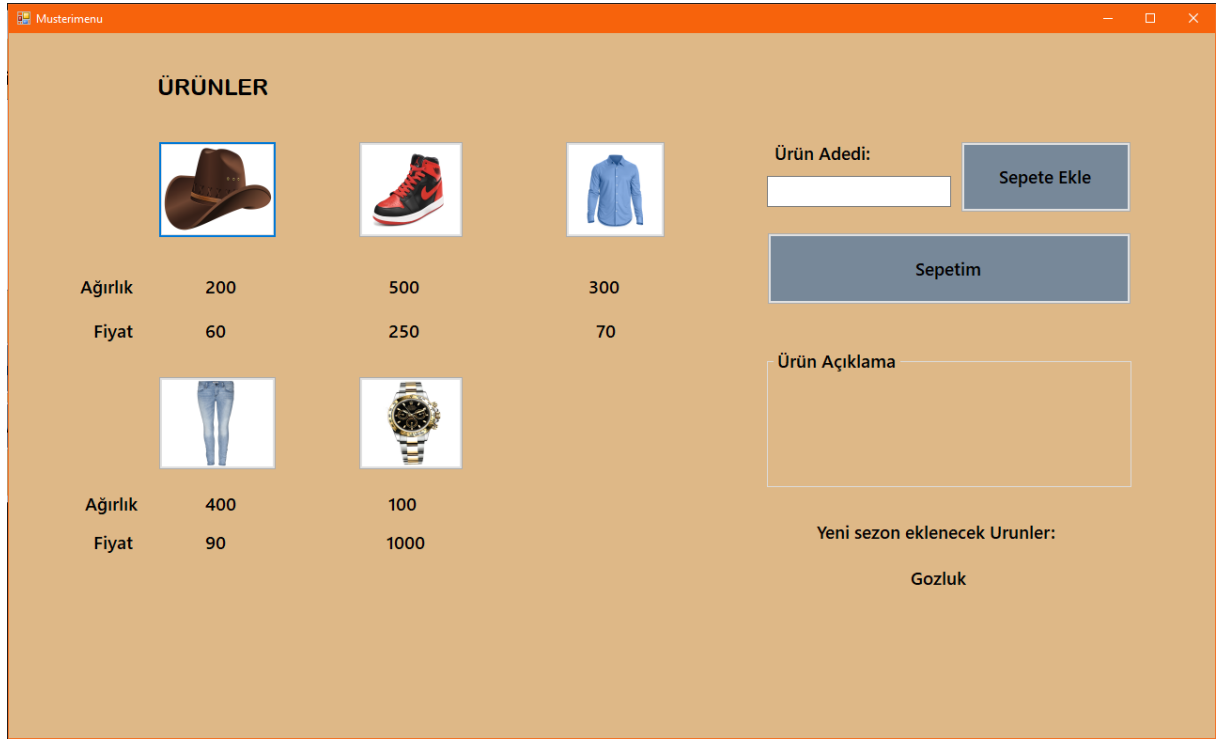 Musterimenu
ÜRÜNLER
Ağırlık 200 500 300
Fiyat 60 250 70
Ağırlık 400 100
Fiyat 90 1000
Ürün Adedi:
Sepete Ekle
Sepetim
Ürün Açıklama
Yeni sezon eklenecek Urunler:
Gozluk